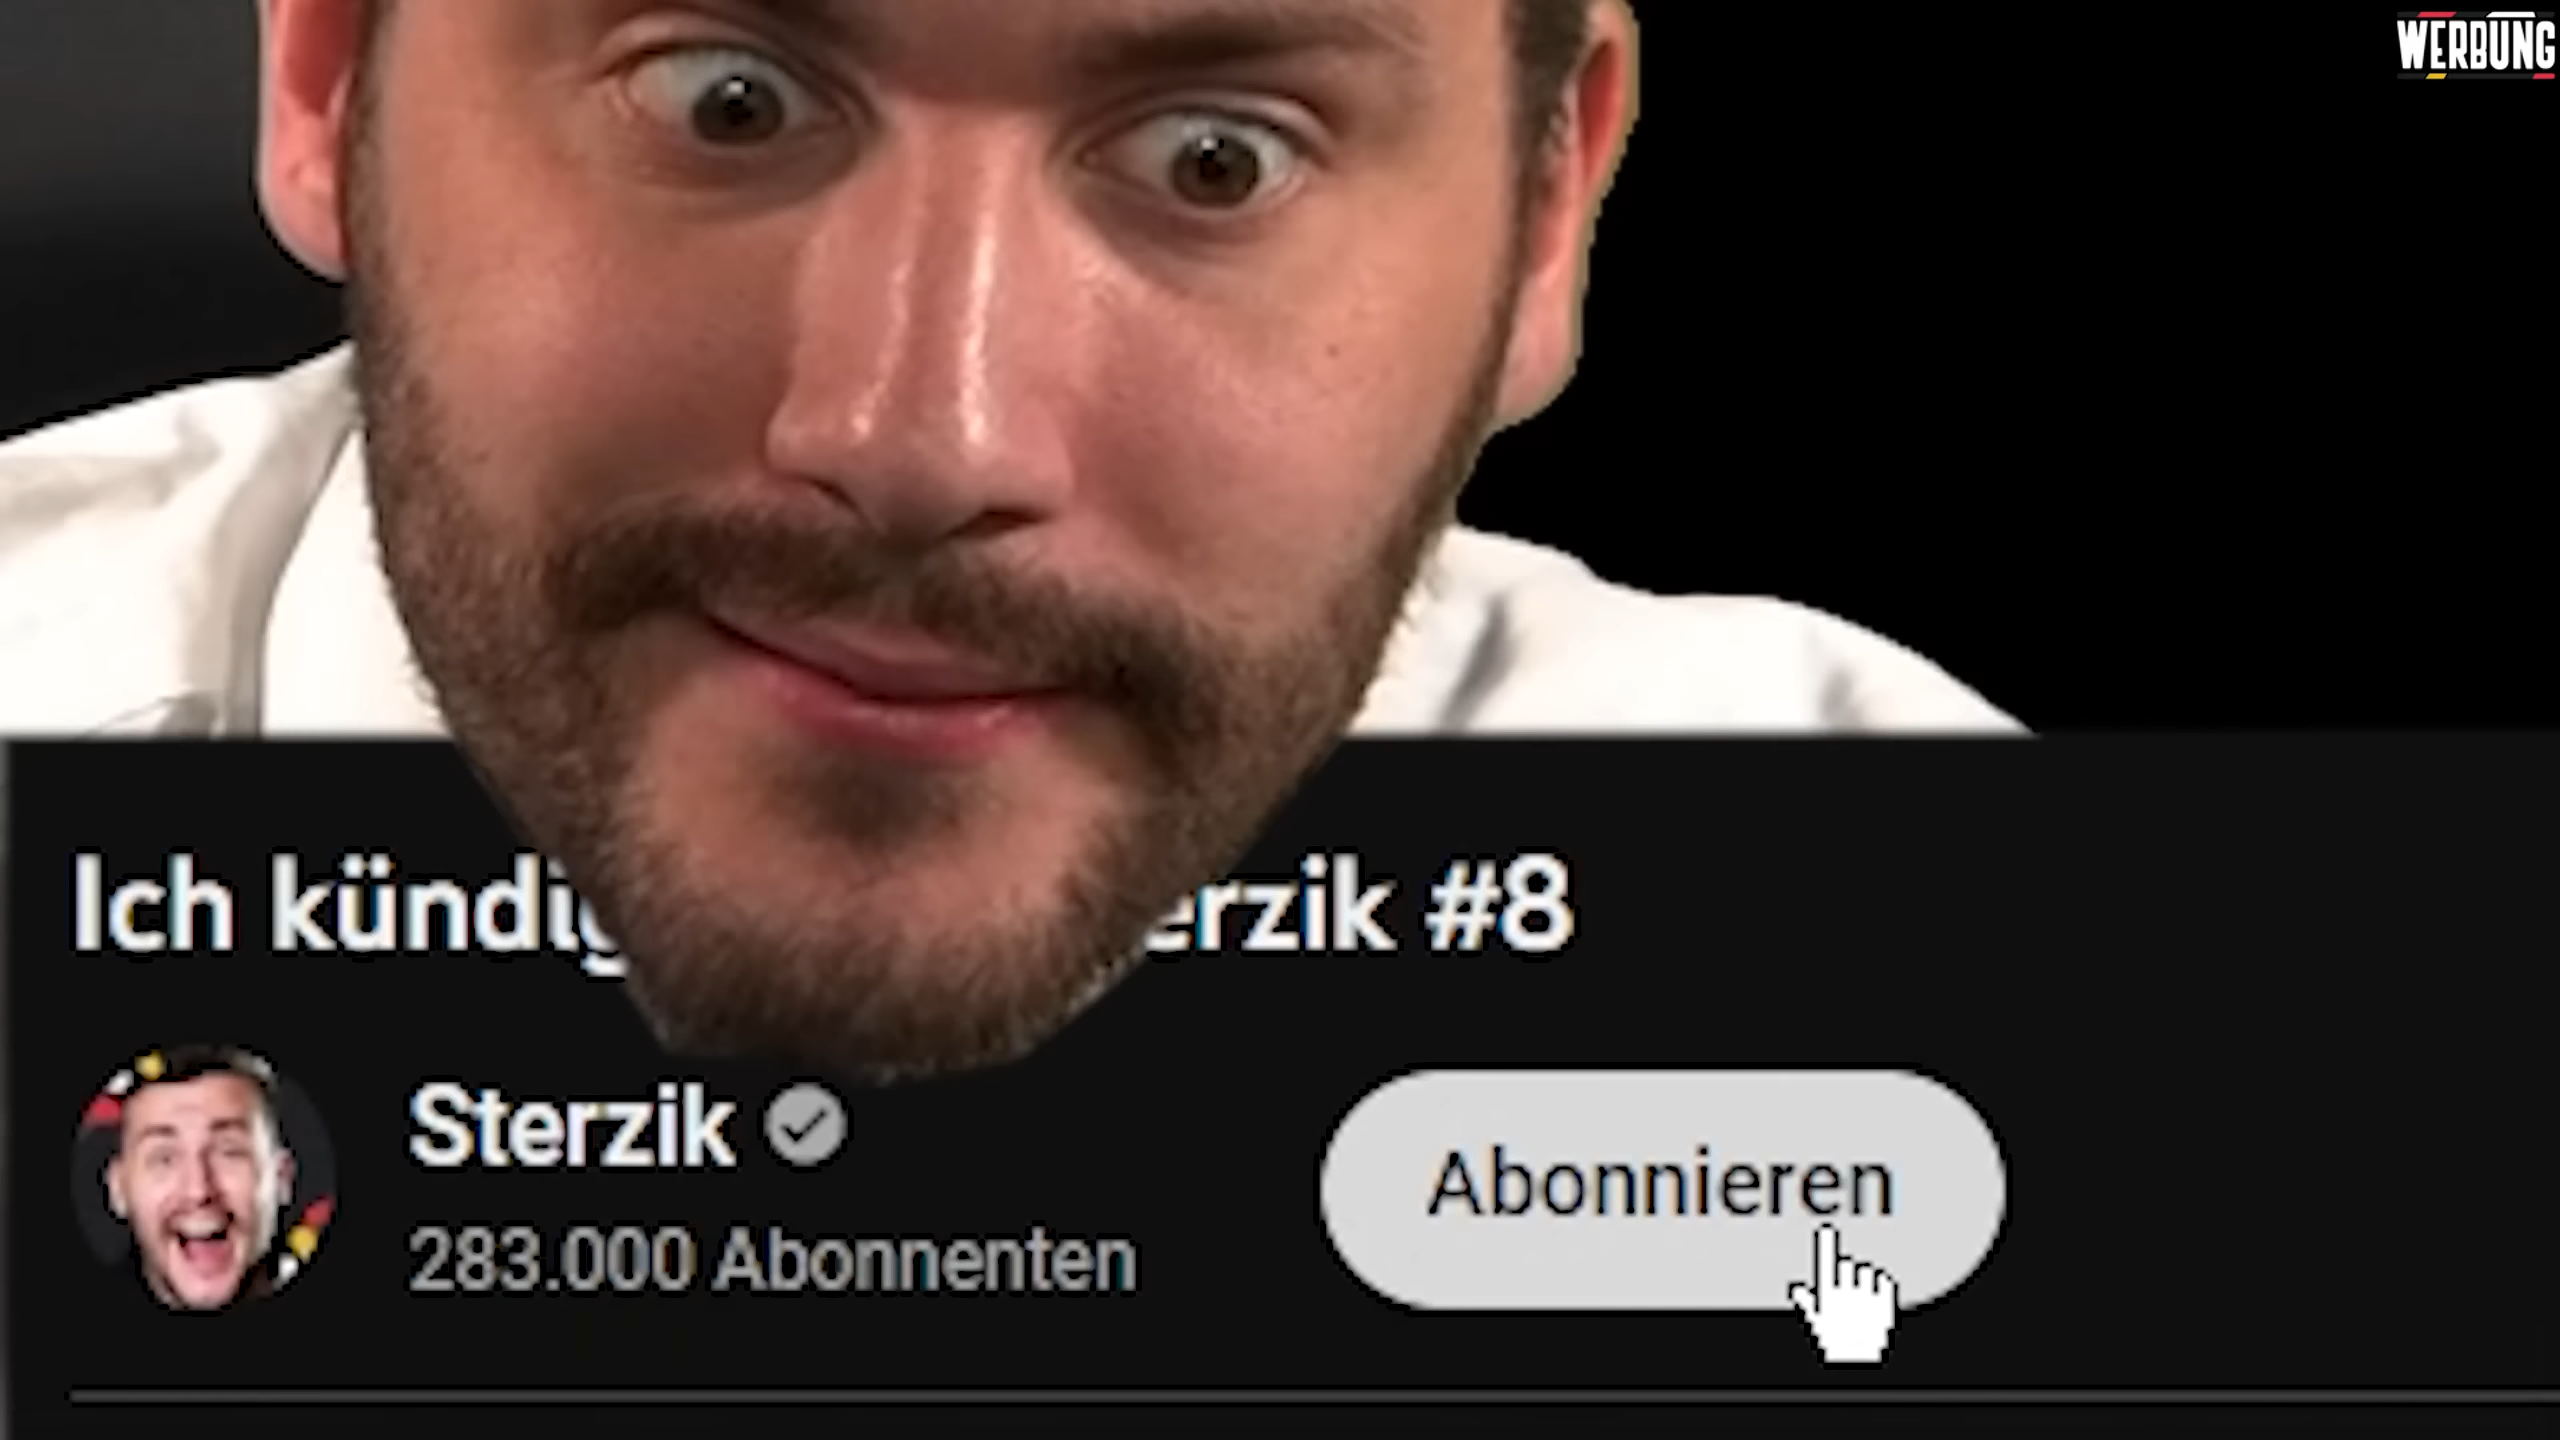 WERBUNG
Ich kündig erzik #8
Sterzik
283.000 Abonnenten
Abonnieren